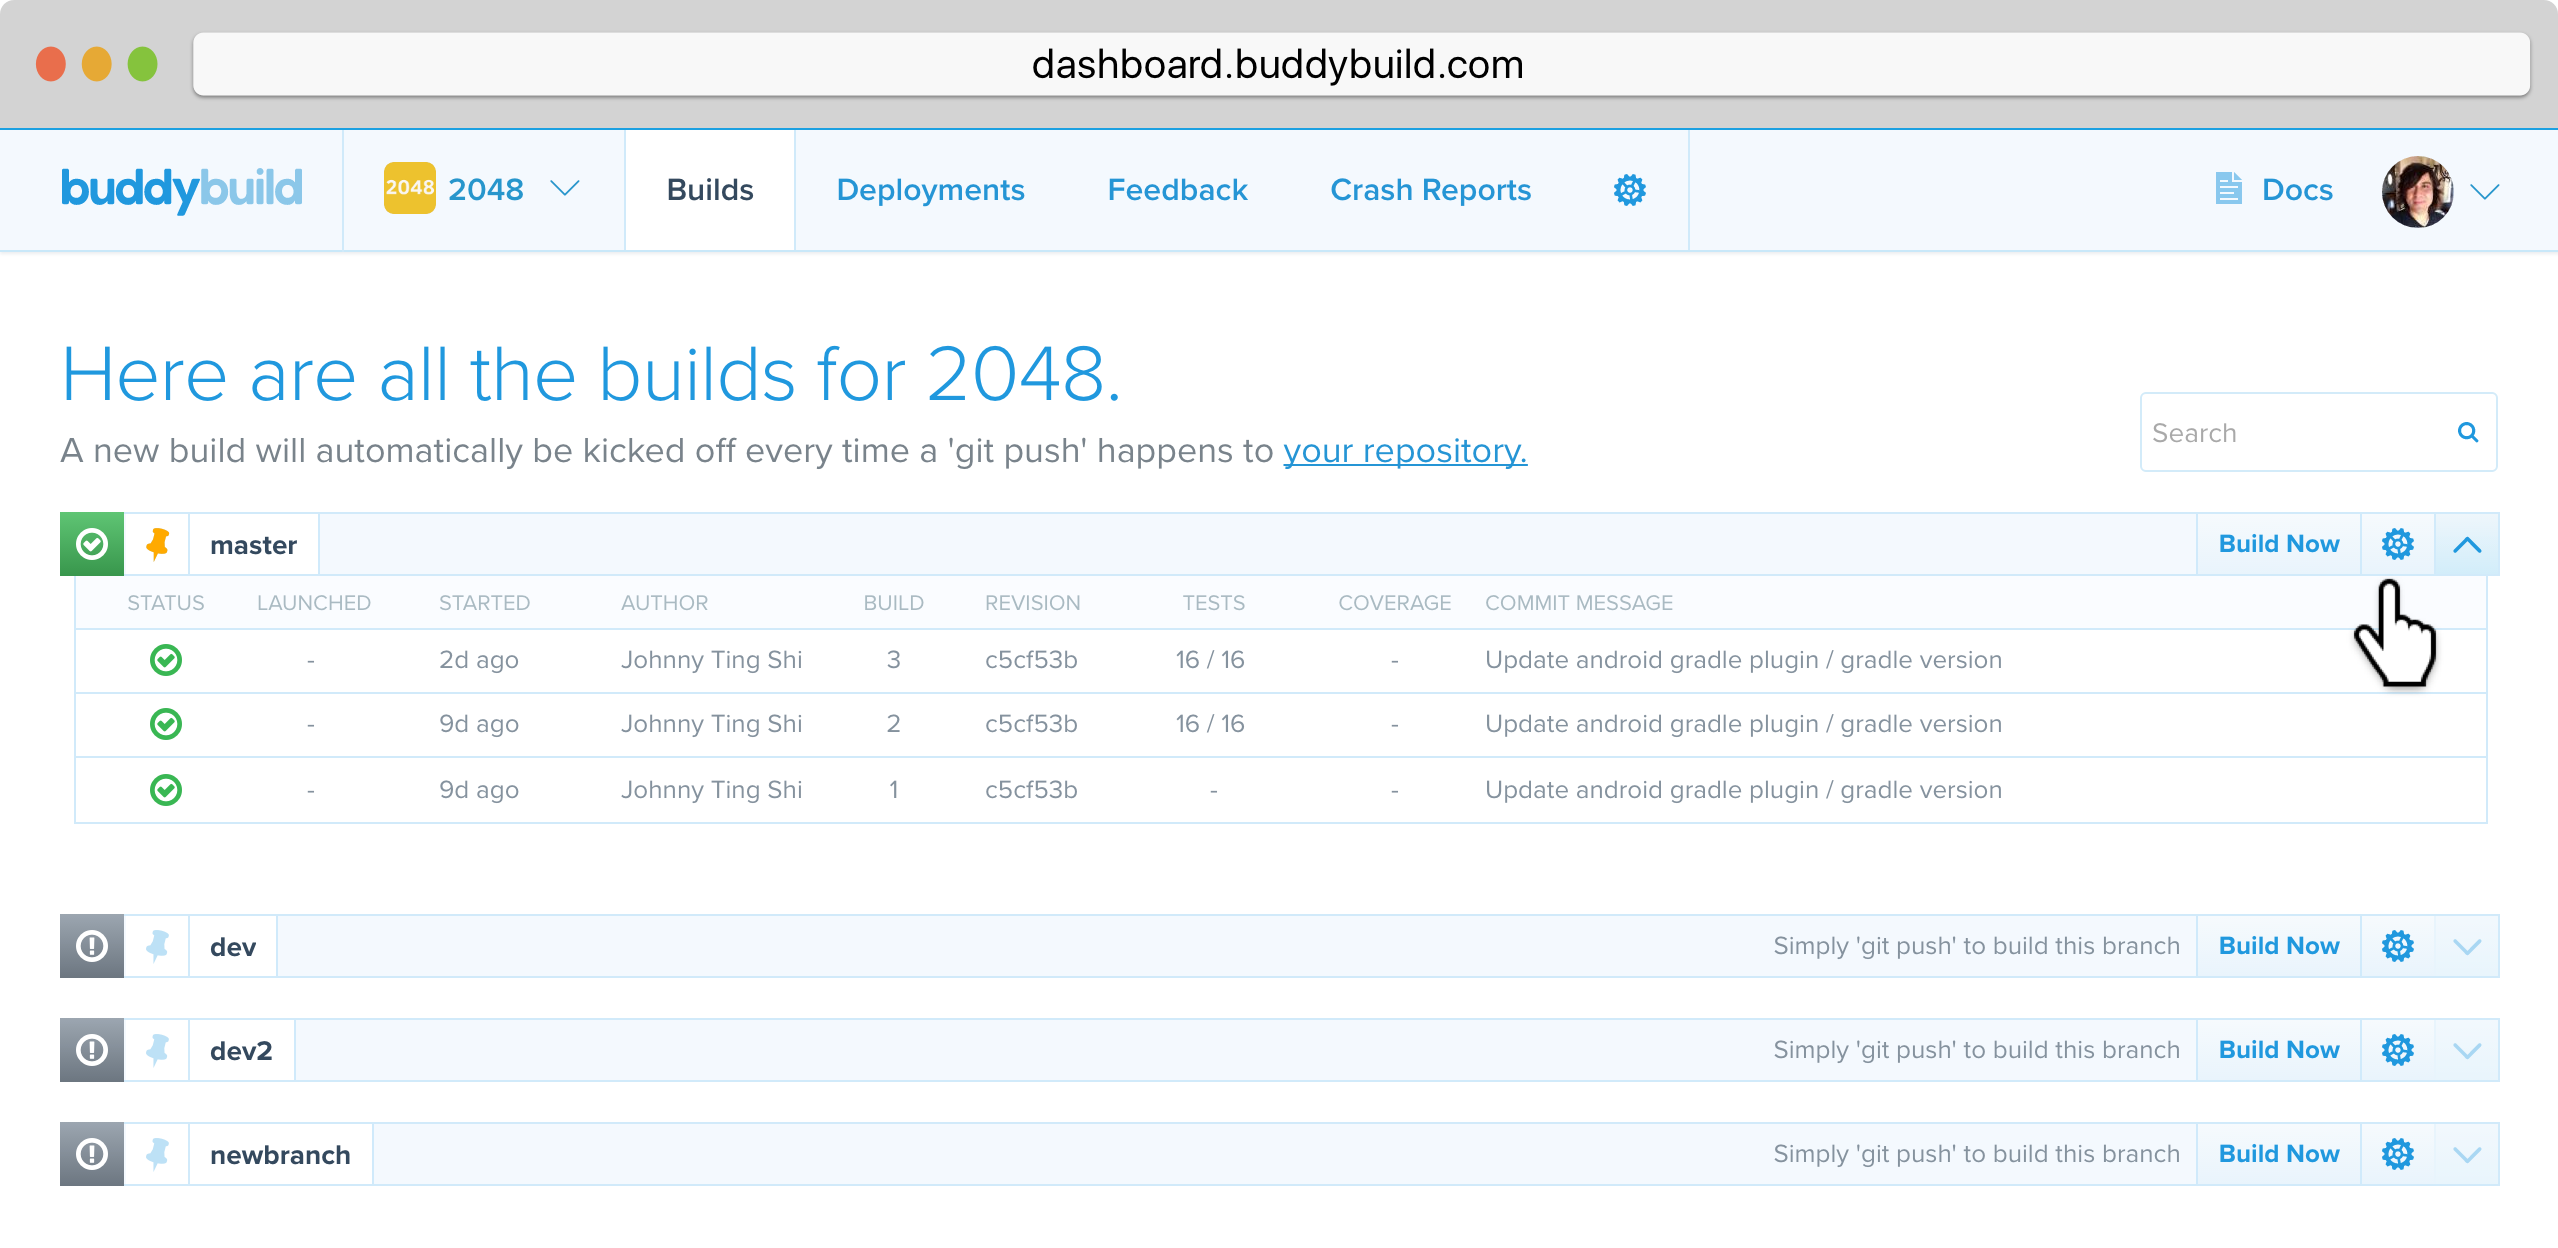 dashboard.buddybuild.com
buddybuild 2048 2048 Builds Deployments Feedback Crash Reports Docs
Here are all the builds for 2048.
A new build will automatically be kicked off every time a 'git push' happens to your repository.
Search
master Build Now
STATUS LAUNCHED STARTED AUTHOR BUILD REVISION TESTS COVERAGE COMMIT MESSAGE
- 2d ago Johnny Ting Shi 3 c5cf53b 16 / 16 - Update android gradle plugin / gradle version
- 9d ago Johnny Ting Shi 2 c5cf53b 16 / 16 - Update android gradle plugin / gradle version
- 9d ago Johnny Ting Shi 1 c5cf53b - - Update android gradle plugin / gradle version
dev Simply 'git push' to build this branch Build Now
dev2 Simply 'git push' to build this branch Build Now
newbranch Simply 'git push' to build this branch Build Now